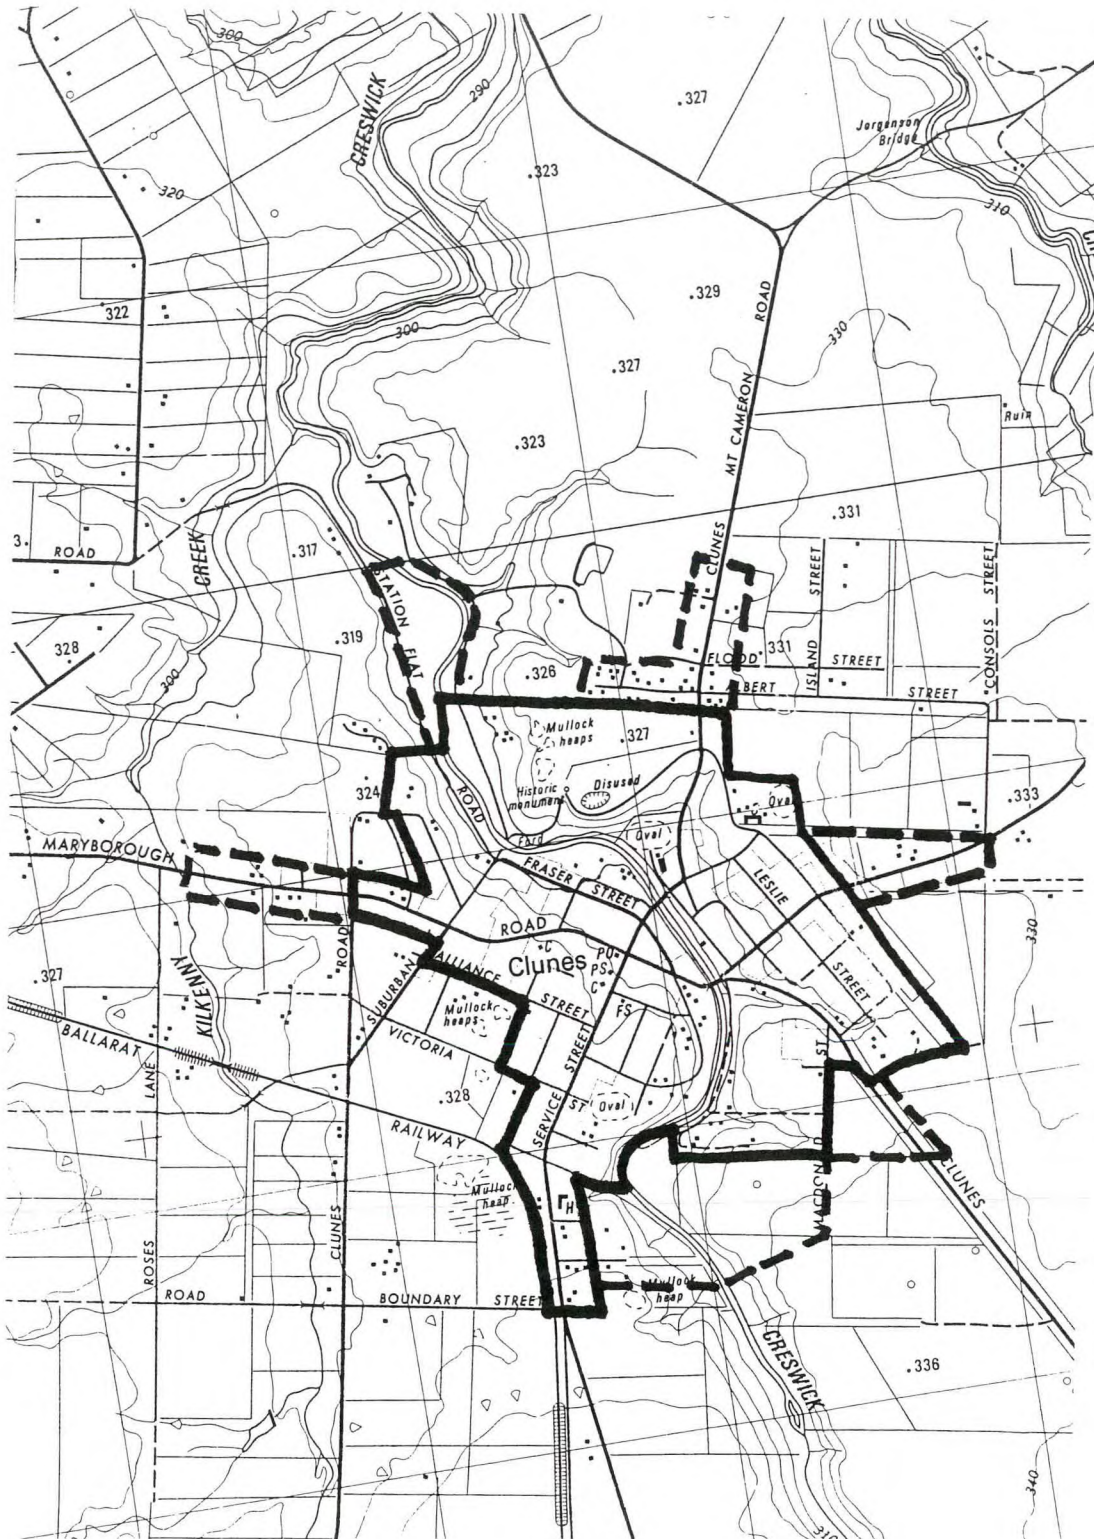 300
290
CRESWICK
.327
Jorgenson
Bridge
.323
320
310
.329
ROAD
322
300
330
.327
MT CAMERON
Ruin
.323
.331
3.
ROAD
CREEK
.317
STATION
FLAT
CLUNES
STREET
STREET
.319
328
300
.326
FLOOD
.331
STREET
ISLAND
CONSOLS
BERT
STREET
Mullock
heaps
.327
324
ROAD
Historic
monument
Disused
Oval
.333
MARYBOROUGH
Ford
Oval
FRASER STREET
LESLIE
STREET
ROAD
ROAD
330
C
PO
PS
C
Clunes
.327
ALLIANCE
STREET
SUBURBAN
KILKENNY
Mullock
heaps
FS
VICTORIA
ST
BALLARAT
RAILWAY
LANE
.328
STREET
SERVICE
Oval
ST
MACDON
D
CLUNES
Mullock
heap
H
ROSES
CLUNES
Mullock
heap
ROAD
BOUNDARY STREET
CRESWICK
.336
340
310